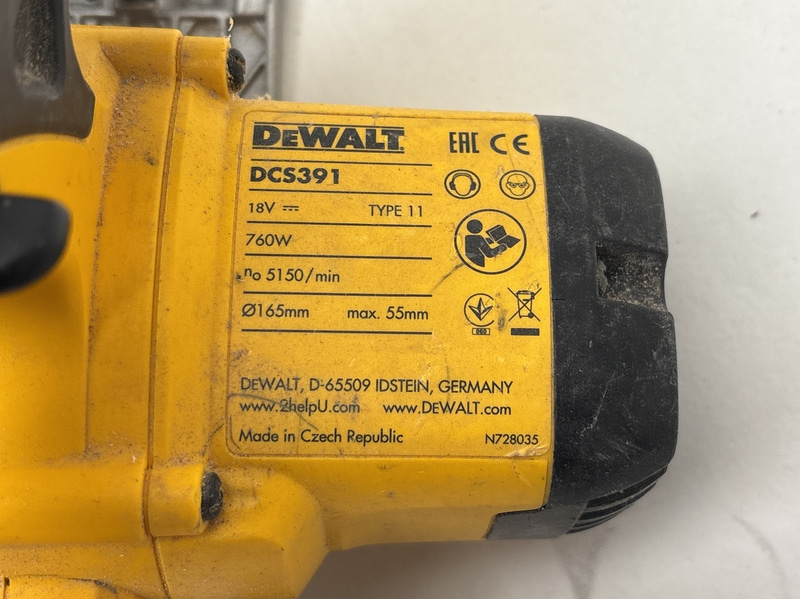 DEWALT
EAC CE
DCS391
18V TYPE 11
760W
no 5150/min
Ø165mm max. 55mm
DEWALT, D-65509 IDSTEIN, GERMANY
www.2helpU.com www.DEWALT.com
Made in Czech Republic N728035